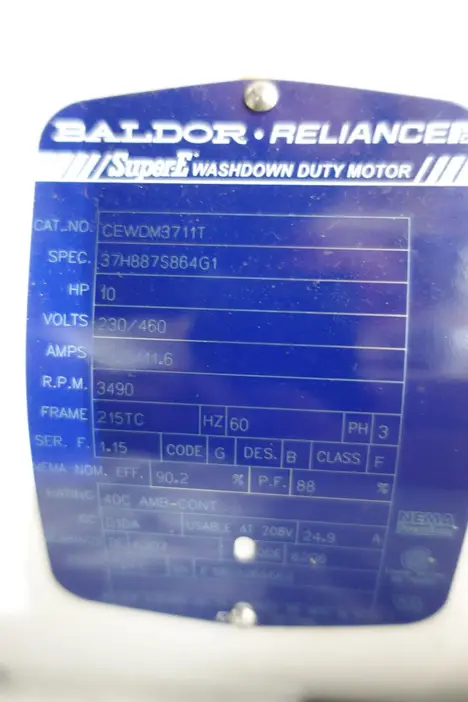 BALDOR · RELIANCE
SuperE WASHDOWN DUTY MOTOR
CAT. NO. CEWDM3711T
SPEC. 37H887S864G1
HP 10
VOLTS 230/460
AMPS /11.6
R.P.M. 3490
FRAME 215TC HZ 60 PH 3
SER. F. 1.15 CODE G DES. B CLASS F
NEMA NOM. EFF. 90.2 % P.F. 88 %
RATING 40C AMB-CONT
USABLE AT 208V 24.9 A
NEMA